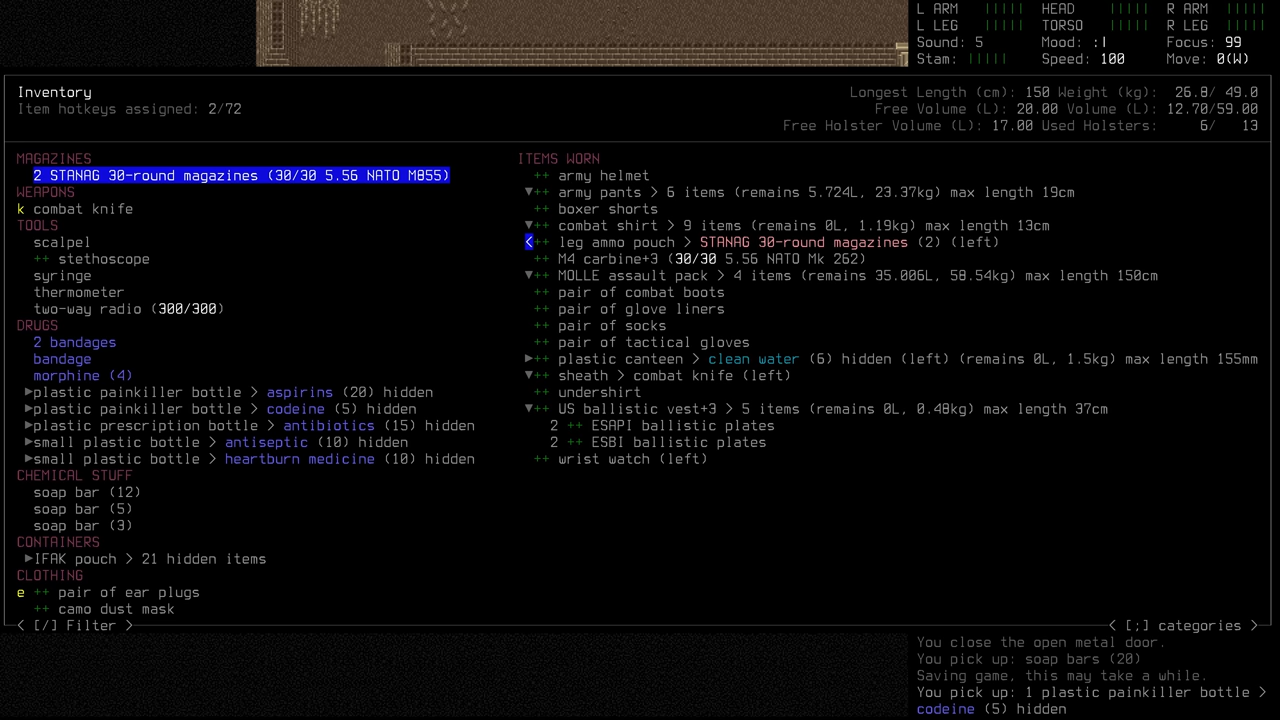 L ARM ||||| HEAD ||||| R ARM |||||
L LEG ||||| TORSO ||||| R LEG |||||
Sound: 5 Mood: :| Focus: 99
Stam: ||||| Speed: 100 Move: 0(W)
Inventory
Item hotkeys assigned: 2/72
Longest Length (cm): 150 Weight (kg): 26.8/ 49.0
Free Volume (L): 20.00 Volume (L): 12.70/59.00
Free Holster Volume (L): 17.00 Used Holsters: 6/ 13
MAGAZINES
2 STANAG 30-round magazines (30/30 5.56 NATO M855)
WEAPONS
k combat knife
TOOLS
scalpel
++ stethoscope
syringe
thermometer
two-way radio (300/300)
DRUGS
2 bandages
bandage
morphine (4)
▶plastic painkiller bottle > aspirins (20) hidden
▶plastic painkiller bottle > codeine (5) hidden
▶plastic prescription bottle > antibiotics (15) hidden
▶small plastic bottle > antiseptic (10) hidden
▶small plastic bottle > heartburn medicine (10) hidden
CHEMICAL STUFF
soap bar (12)
soap bar (5)
soap bar (3)
CONTAINERS
▶IFAK pouch > 21 hidden items
CLOTHING
e ++ pair of ear plugs
++ camo dust mask
ITEMS WORN
++ army helmet
▼++ army pants > 6 items (remains 5.724L, 23.37kg) max length 19cm
++ boxer shorts
▼++ combat shirt > 9 items (remains 0L, 1.19kg) max length 13cm
<++ leg ammo pouch > STANAG 30-round magazines (2) (left)
++ M4 carbine+3 (30/30 5.56 NATO Mk 262)
▼++ MOLLE assault pack > 4 items (remains 35.006L, 58.54kg) max length 150cm
++ pair of combat boots
++ pair of glove liners
++ pair of socks
++ pair of tactical gloves
▶++ plastic canteen > clean water (6) hidden (left) (remains 0L, 1.5kg) max length 155mm
▼++ sheath > combat knife (left)
++ undershirt
▼++ US ballistic vest+3 > 5 items (remains 0L, 0.48kg) max length 37cm
2 ++ ESAPI ballistic plates
2 ++ ESBI ballistic plates
++ wrist watch (left)
< [/] Filter >
< [;] categories >
You close the open metal door.
You pick up: soap bars (20)
Saving game, this may take a while.
You pick up: 1 plastic painkiller bottle >
codeine (5) hidden